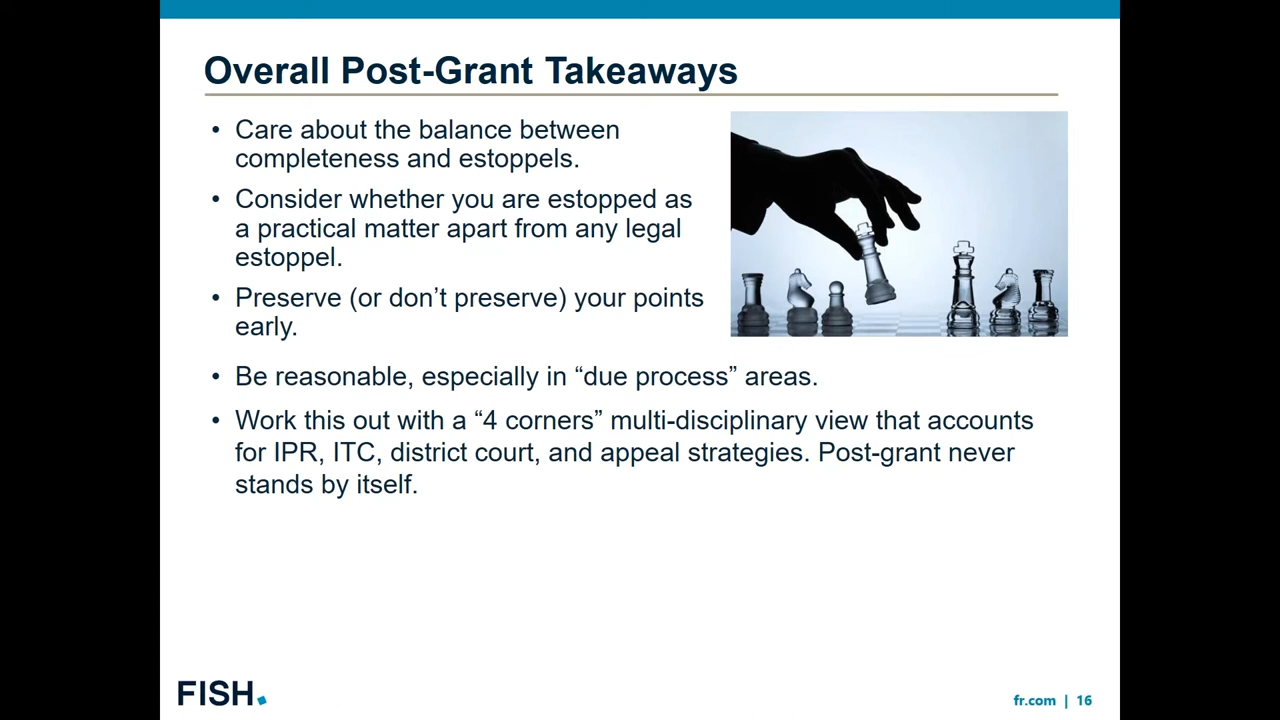 Overall Post-Grant Takeaways
• Care about the balance between
completeness and estoppels.
• Consider whether you are estopped as
a practical matter apart from any legal
estoppel.
• Preserve (or don’t preserve) your points
early.
• Be reasonable, especially in “due process” areas.
• Work this out with a “4 corners” multi-disciplinary view that accounts
for IPR, ITC, district court, and appeal strategies. Post-grant never
stands by itself.
FISH.
fr.com | 16